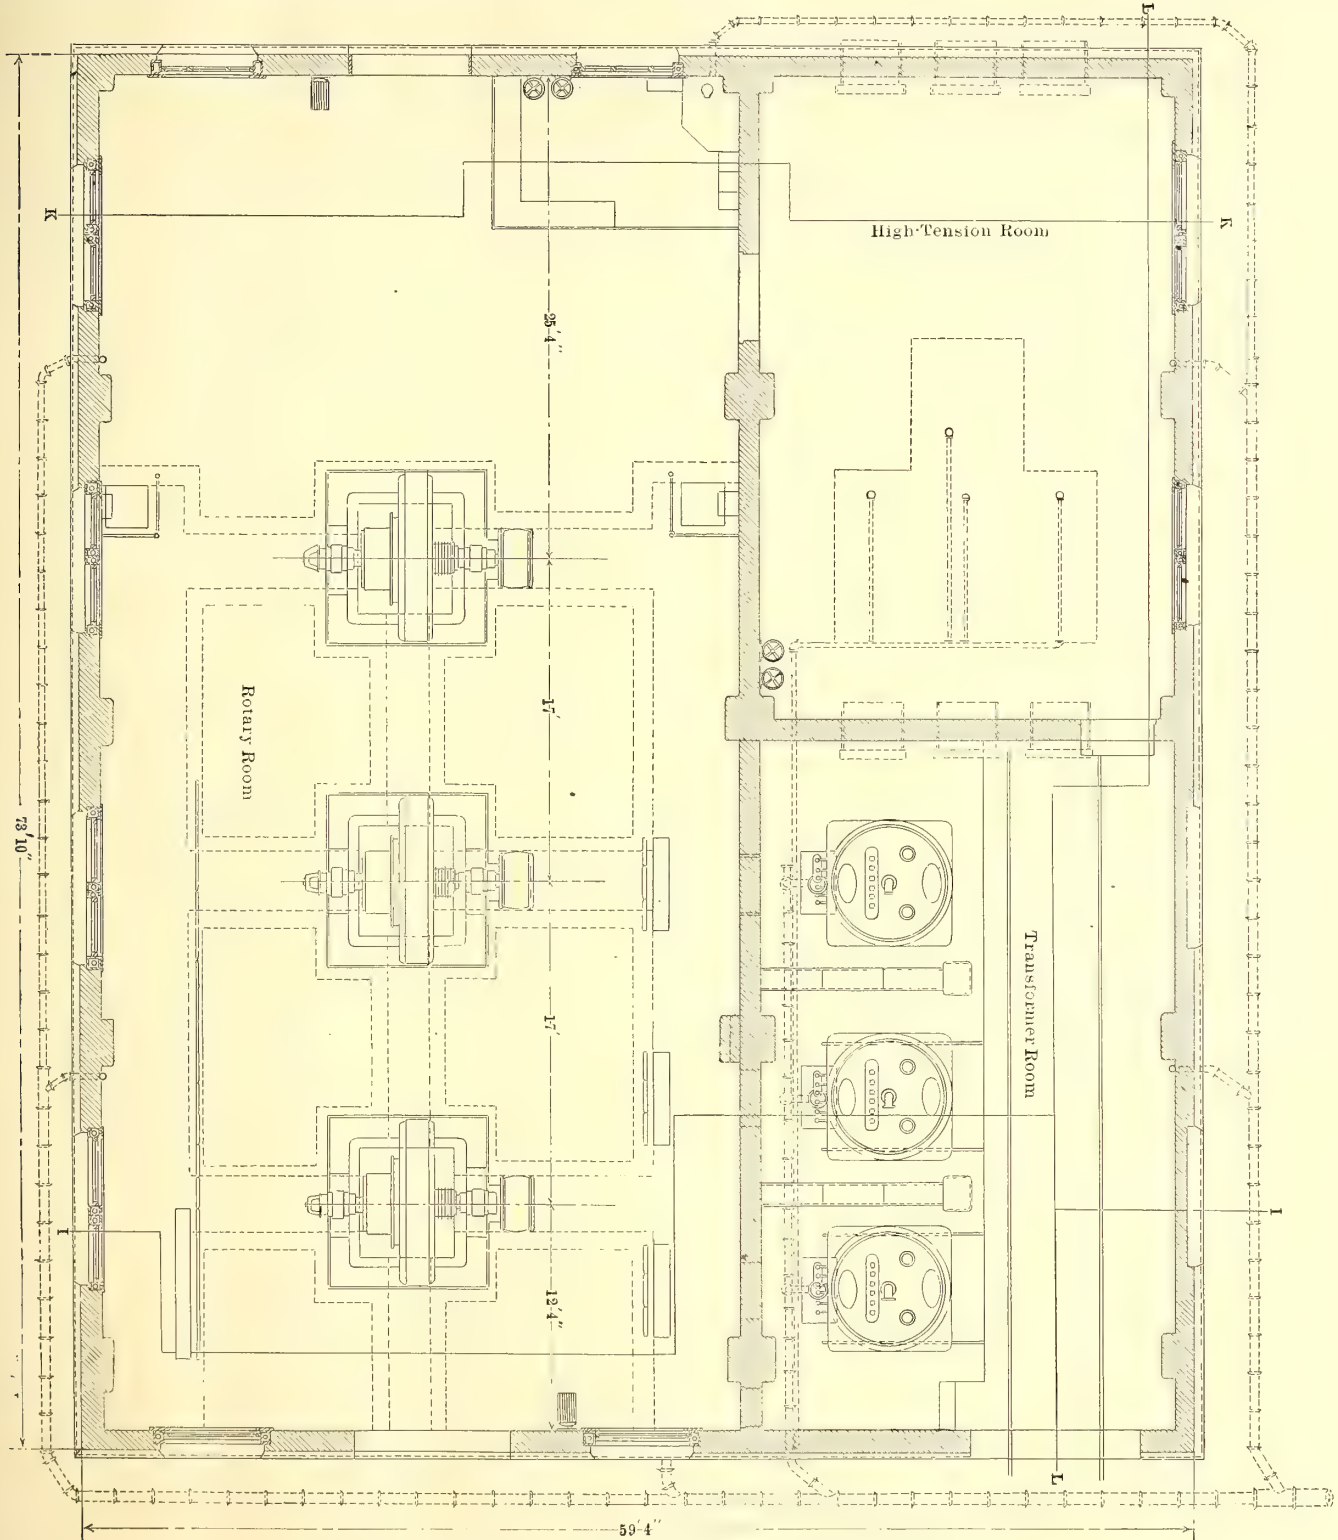 L
K
K
High-Tension Room
25'4"
Rotary Room
17'
73'10"
Transformer Room
17'
I
I
12'4"
L
59'4"